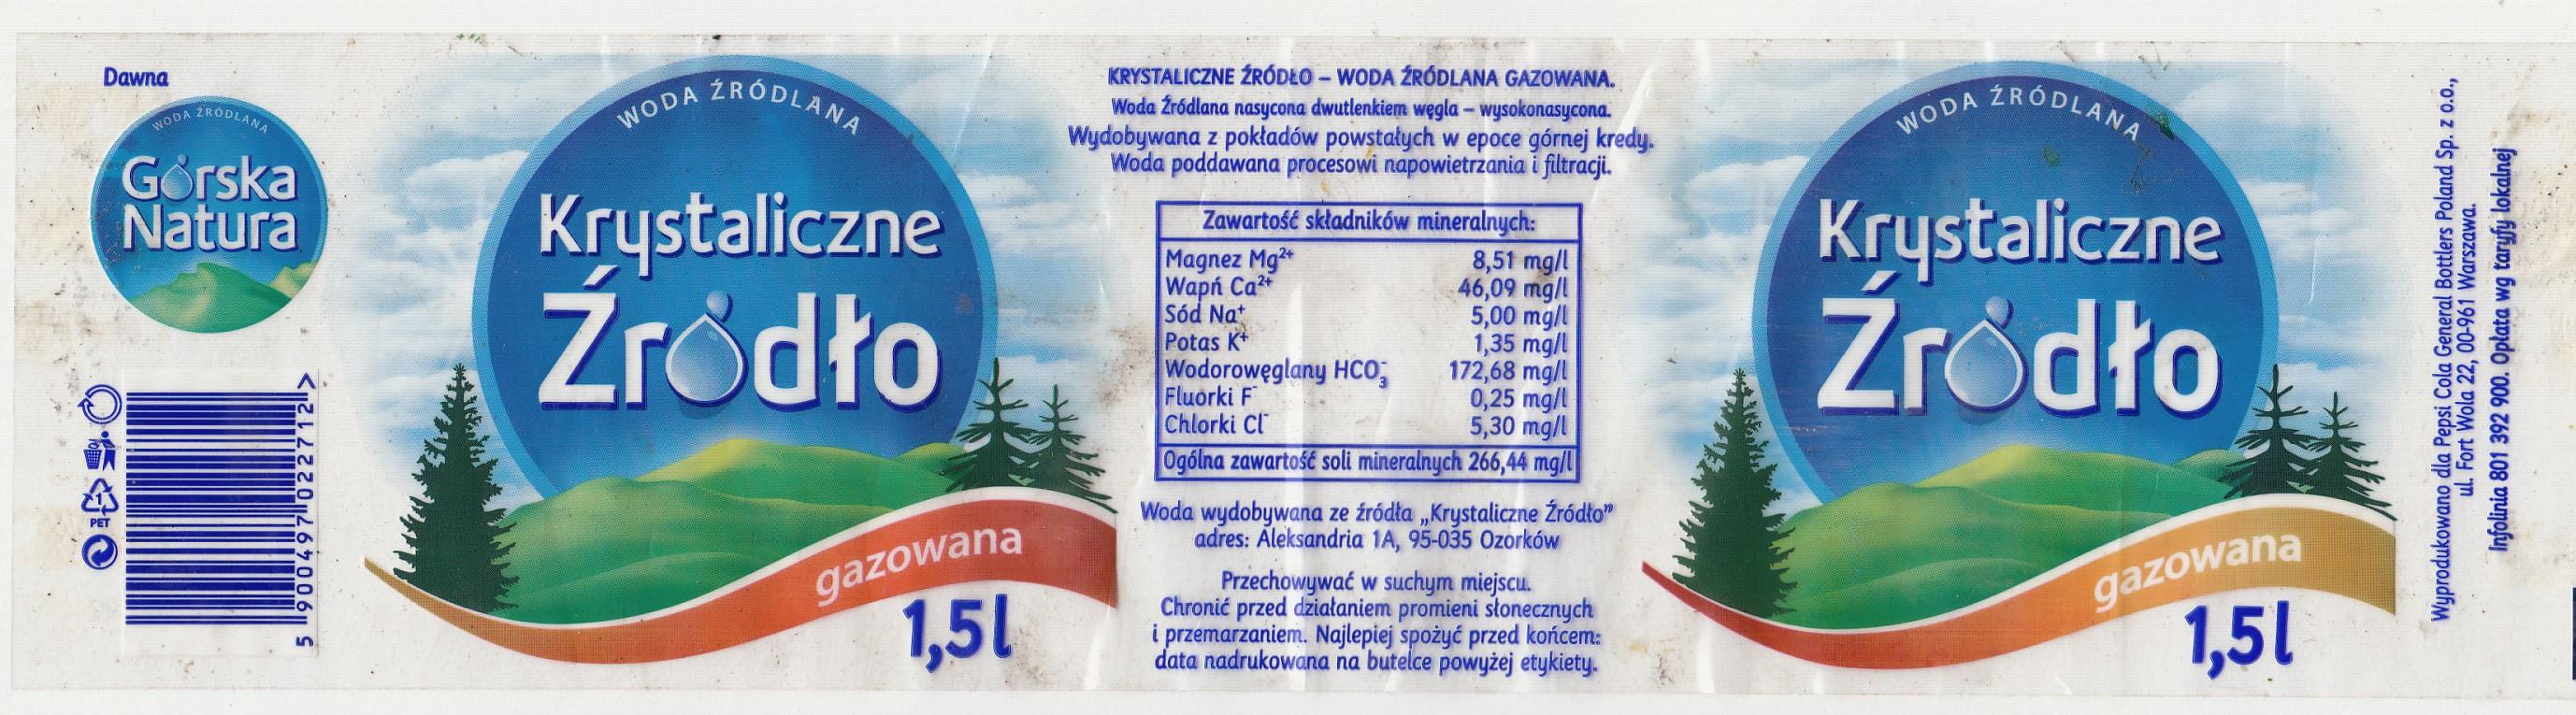 Dawna
WODA ŹRÓDLANA
Górska
Natura
PET
1
5 900497 022712 >
WODA ŹRÓDLANA
Krystaliczne
Źródło
gazowana
1,5l
KRYSTALICZNE ŹRÓDŁO – WODA ŹRÓDLANA GAZOWANA.
Woda Źródlana nasycona dwutlenkiem węgla – wysokonasycona.
Wydobywana z pokładów powstałych w epoce górnej kredy.
Woda poddawana procesowi napowietrzania i filtracji.
Zawartość składników mineralnych:
Magnez Mg²⁺ 8,51 mg/l
Wapń Ca²⁺ 46,09 mg/l
Sód Na⁺ 5,00 mg/l
Potas K⁺ 1,35 mg/l
Wodorowęglany HCO₃⁻ 172,68 mg/l
Fluorki F⁻ 0,25 mg/l
Chlorki Cl⁻ 5,30 mg/l
Ogólna zawartość soli mineralnych 266,44 mg/l
Woda wydobywana ze źródła „Krystaliczne Źródło”
adres: Aleksandria 1A, 95-035 Ozorków
Przechowywać w suchym miejscu.
Chronić przed działaniem promieni słonecznych
i przemarzaniem. Najlepiej spożyć przed końcem:
data nadrukowana na butelce powyżej etykiety.
WODA ŹRÓDLANA
Krystaliczne
Źródło
gazowana
1,5l
Wyprodukowano dla Pepsi Cola General Bottlers Poland Sp. z o.o.,
ul. Fort Wola 22, 00-961 Warszawa.
Infolinia 801 392 900. Opłata wg taryfy lokalnej